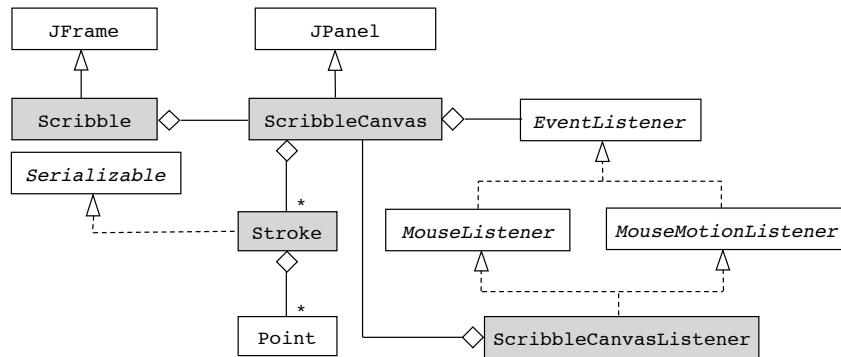 JFrame
JPanel
Scribble
ScribbleCanvas
EventListener
Serializable
*
Stroke
MouseListener
MouseMotionListener
*
Point
ScribbleCanvasListener